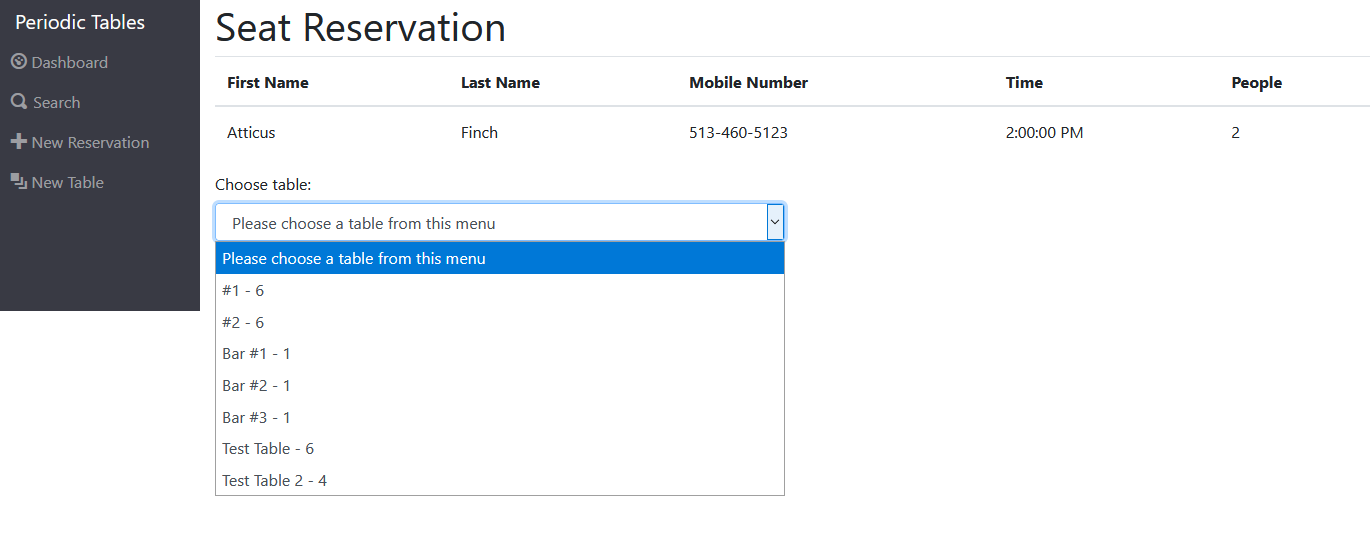 Periodic Tables
Dashboard
Search
New Reservation
New Table
Seat Reservation
First Name Last Name Mobile Number Time People
Atticus Finch 513-460-5123 2:00:00 PM 2
Choose table:
Please choose a table from this menu
Please choose a table from this menu
#1 - 6
#2 - 6
Bar #1 - 1
Bar #2 - 1
Bar #3 - 1
Test Table - 6
Test Table 2 - 4